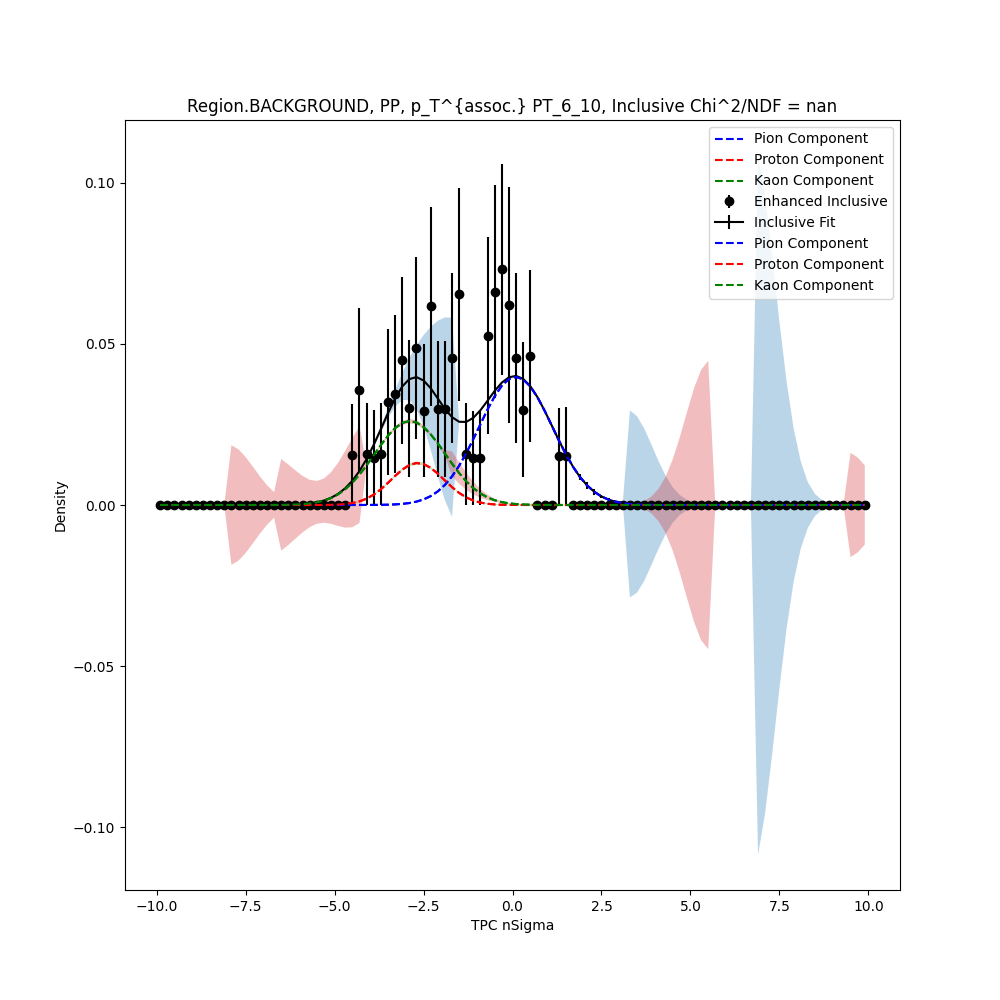 Region.BACKGROUND, PP, p_T^{assoc.} PT_6_10, Inclusive Chi^2/NDF = nan
Pion Component
Proton Component
Kaon Component
Enhanced Inclusive
Inclusive Fit
Pion Component
Proton Component
Kaon Component
0.10
0.05
0.00
−0.05
−0.10
Density
−10.0 −7.5 −5.0 −2.5 0.0 2.5 5.0 7.5 10.0
TPC nSigma